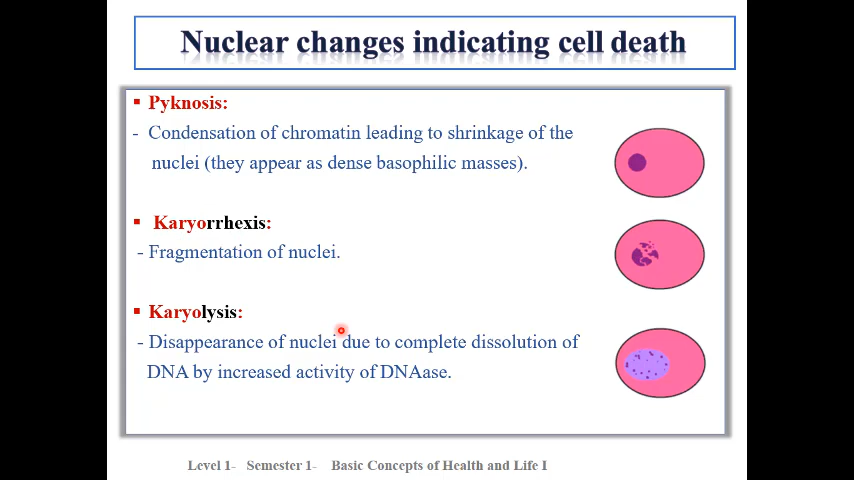 Nuclear changes indicating cell death
▪ Pyknosis:
- Condensation of chromatin leading to shrinkage of the
nuclei (they appear as dense basophilic masses).
▪ Karyorrhexis:
- Fragmentation of nuclei.
▪ Karyolysis:
- Disappearance of nuclei due to complete dissolution of
DNA by increased activity of DNAase.
Level 1- Semester 1- Basic Concepts of Health and Life I